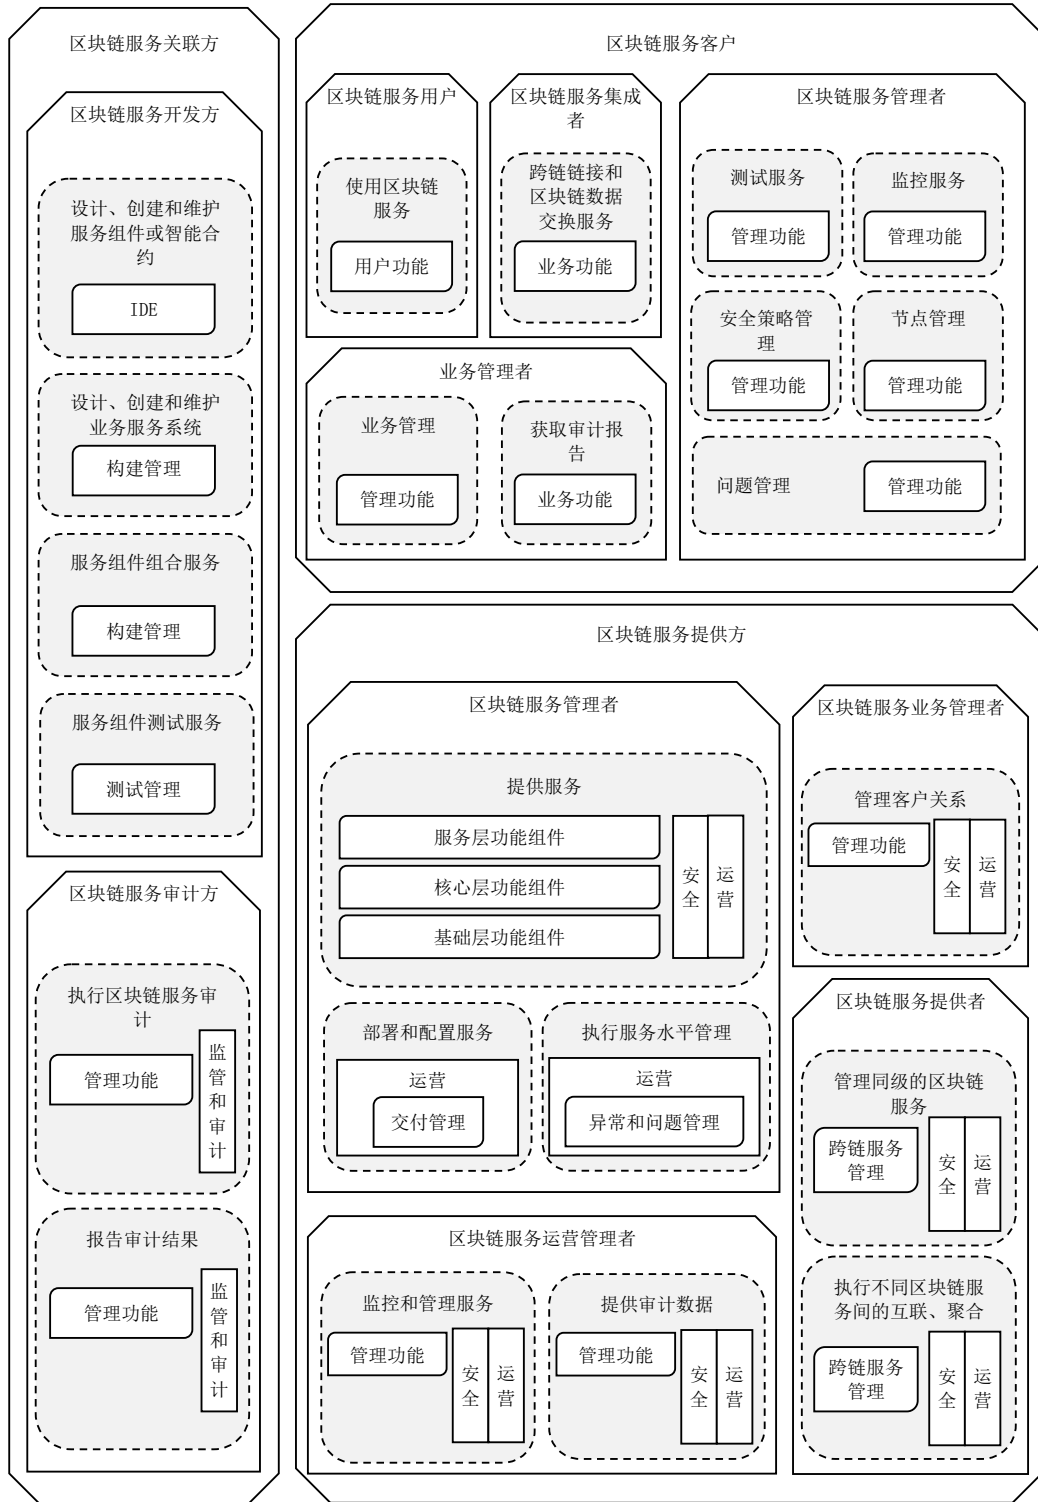 区块链服务关联方
区块链服务开发方
设计、创建和维护
服务组件或智能合
约
IDE
设计、创建和维护
业务服务系统
构建管理
服务组件组合服务
构建管理
服务组件测试服务
测试管理
区块链服务审计方
执行区块链服务审
计
管理功能
监管和审计
报告审计结果
管理功能
监管和审计
区块链服务客户
区块链服务用户
使用区块链
服务
用户功能
区块链服务集成
者
跨链链接和
区块链数据
交换服务
业务功能
业务管理者
业务管理
管理功能
获取审计报
告
业务功能
区块链服务管理者
测试服务
管理功能
监控服务
管理功能
安全策略管
理
管理功能
节点管理
管理功能
问题管理
管理功能
区块链服务提供方
区块链服务管理者
提供服务
服务层功能组件
核心层功能组件
基础层功能组件
安全
运营
部署和配置服务
运营
交付管理
执行服务水平管理
运营
异常和问题管理
区块链服务运营管理者
监控和管理服务
管理功能
安全
运营
提供审计数据
管理功能
安全
运营
区块链服务业务管理者
管理客户关系
管理功能
安全
运营
区块链服务提供者
管理同级的区块链
服务
跨链服务
管理
安全
运营
执行不同区块链服
务间的互联、聚合
跨链服务
管理
安全
运营